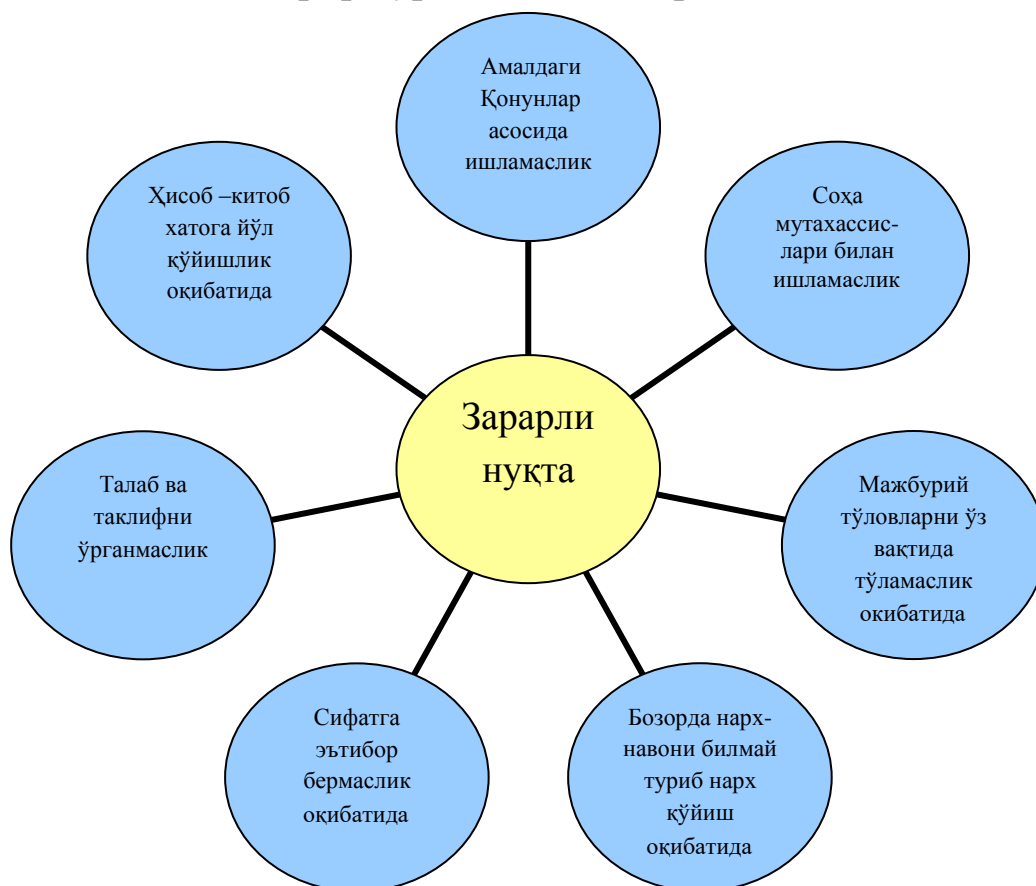 Амалдаги
Қонунлар
асосида
ишламаслик
Ҳисоб –китоб
хатога йўл
қўйишлик
оқибатида
Соҳа
мутахассис-
лари билан
ишламаслик
Зарарли
нуқта
Талаб ва
таклифни
ўрганмаслик
Мажбурий
тўловларни ўз
вақтида
тўламаслик
окибатида
Сифатга
эътибор
бермаслик
оқибатида
Бозорда нарх-
навони билмай
туриб нарх
қўйиш
оқибатида